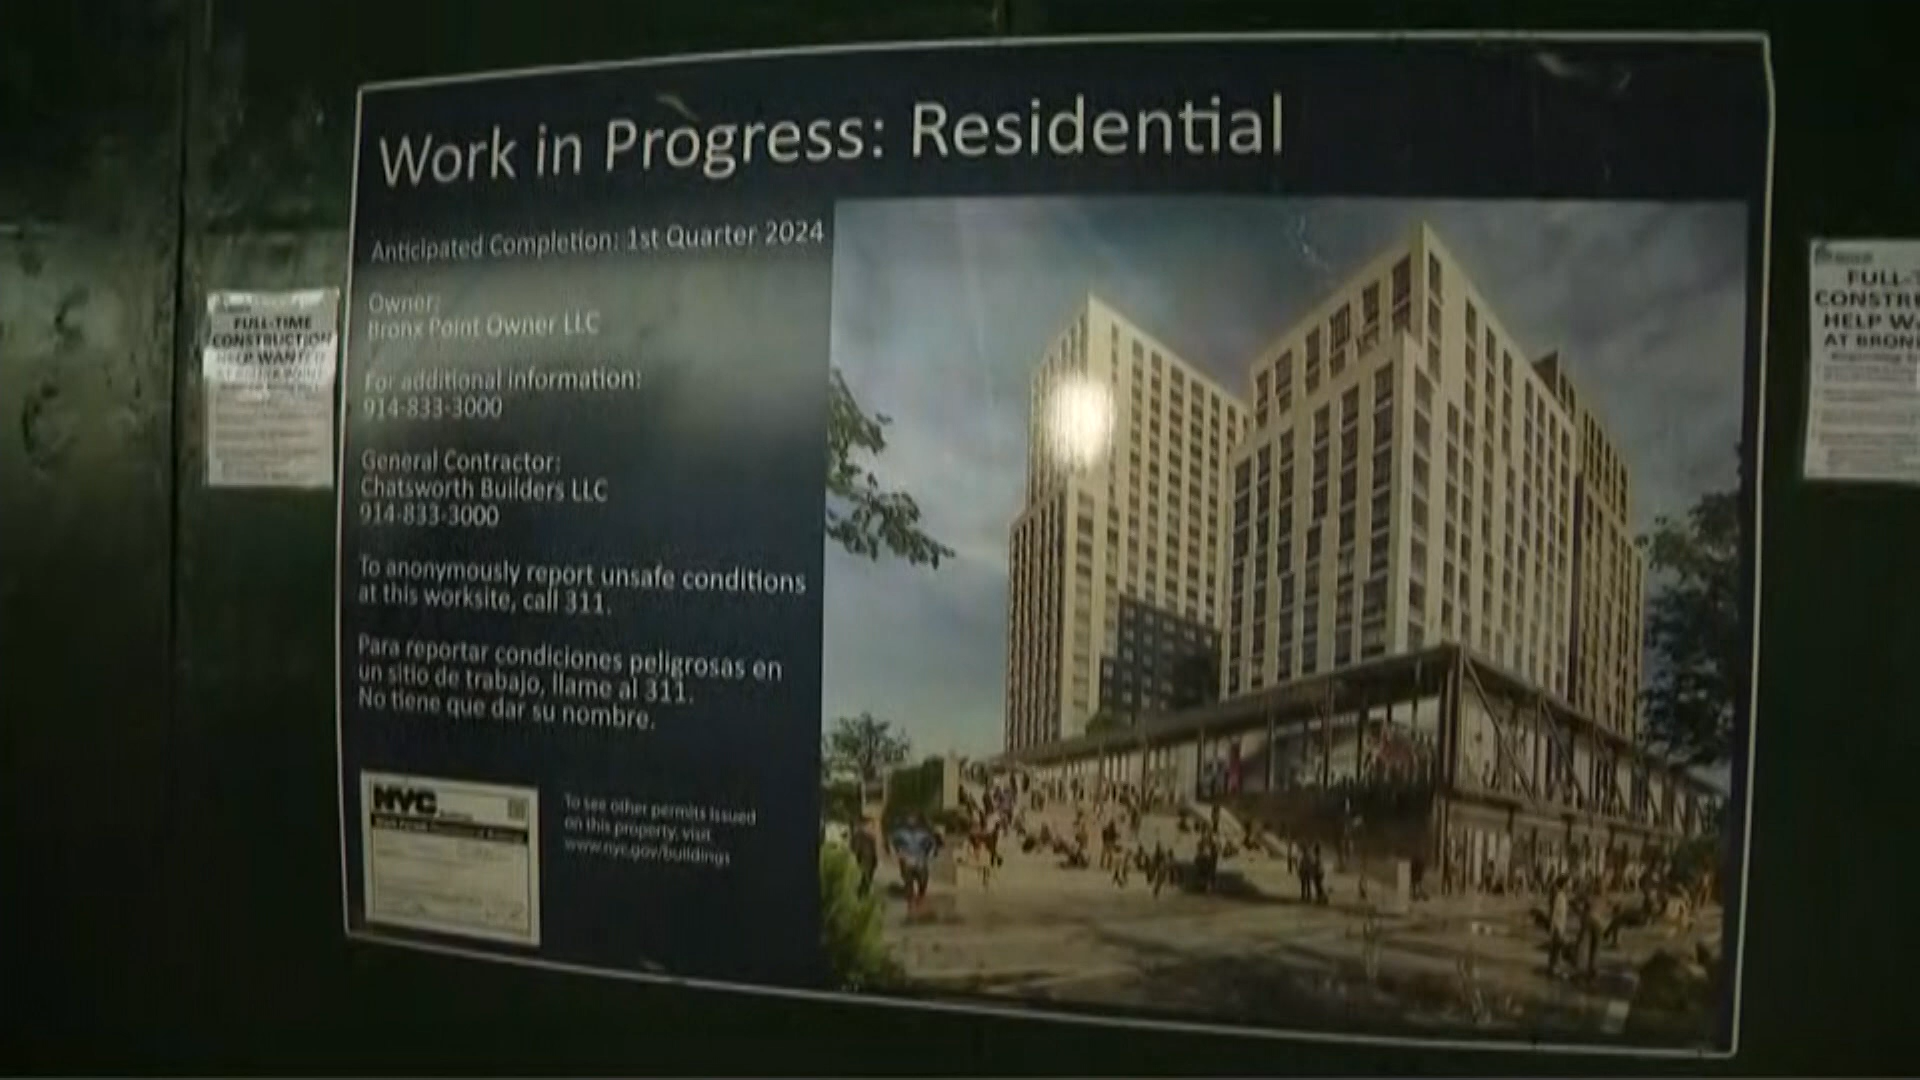 Work in Progress: Residential
Anticipated Completion: 1st Quarter 2024
Owner:
Bronx Point Owner LLC
For additional information:
914-833-3000
General Contractor:
Chatsworth Builders LLC
914-833-3000
To anonymously report unsafe conditions
at this worksite, call 311.
Para reportar condiciones peligrosas en
un sitio de trabajo, llame al 311.
No tiene que dar su nombre.
NYC
To see other permits issued
on this property, visit
www.nyc.gov/buildings
FULL-TIME
CONSTRUCTION
HELP WANTED
FULL-
CONSTR
HELP W
AT BRON